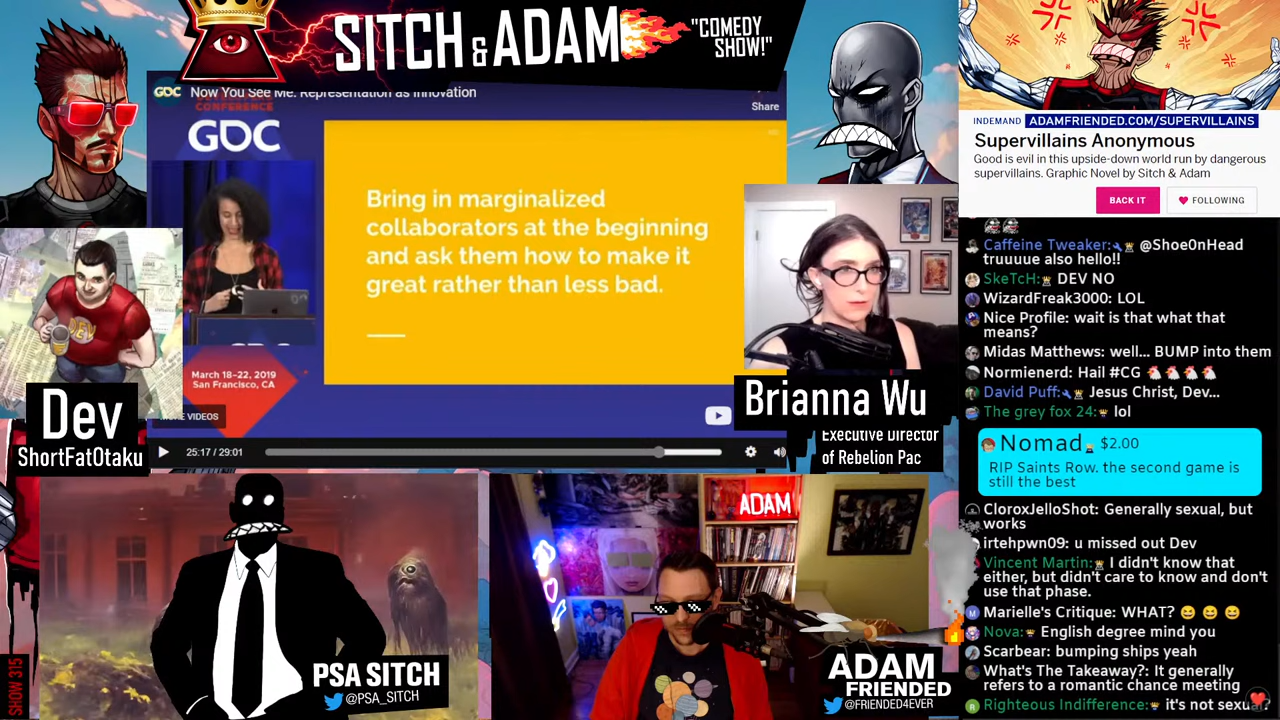 SITCH & ADAM
"COMEDY
SHOW!"
GDC
Now You See Me: Representation as Innovation
CONFERENCE
Share
GDC
Bring in marginalized
collaborators at the beginning
and ask them how to make it
great rather than less bad.
March 18-22, 2019
San Francisco, CA
VIDEOS
25:17 / 29:01
DEV
Dev
ShortFatOtaku
Brianna Wu
Executive Director
of Rebelion Pac
SHOW 315
PSA SITCH
@PSA_SITCH
ADAM
ADAM
FRIENDED
@FRIENDED4EVER
INDEMAND ADAMFRIENDED.COM/SUPERVILLAINS
Supervillains Anonymous
Good is evil in this upside-down world run by dangerous
supervillains. Graphic Novel by Sitch & Adam
BACK IT
FOLLOWING
Caffeine Tweaker: @Shoe0nHead
truuuue also hello!!
SkeTcH: DEV NO
WizardFreak3000: LOL
Nice Profile: wait is that what that
means?
Midas Matthews: well... BUMP into them
Normienerd: Hail #CG
David Puff: Jesus Christ, Dev...
The grey fox 24: lol
Nomad $2.00
RIP Saints Row. the second game is
still the best
CloroxJelloShot: Generally sexual, but
works
irtehpwn09: u missed out Dev
Vincent Martin: I didn't know that
either, but didn't care to know and don't
use that phrase.
Marielle's Critique: WHAT? 😄 😄 😄
Nova: English degree mind you
Scarbear: bumping ships yeah
What's The Takeaway?: It generally
refers to a romantic chance meeting
R Righteous Indifference: it's not sexual?